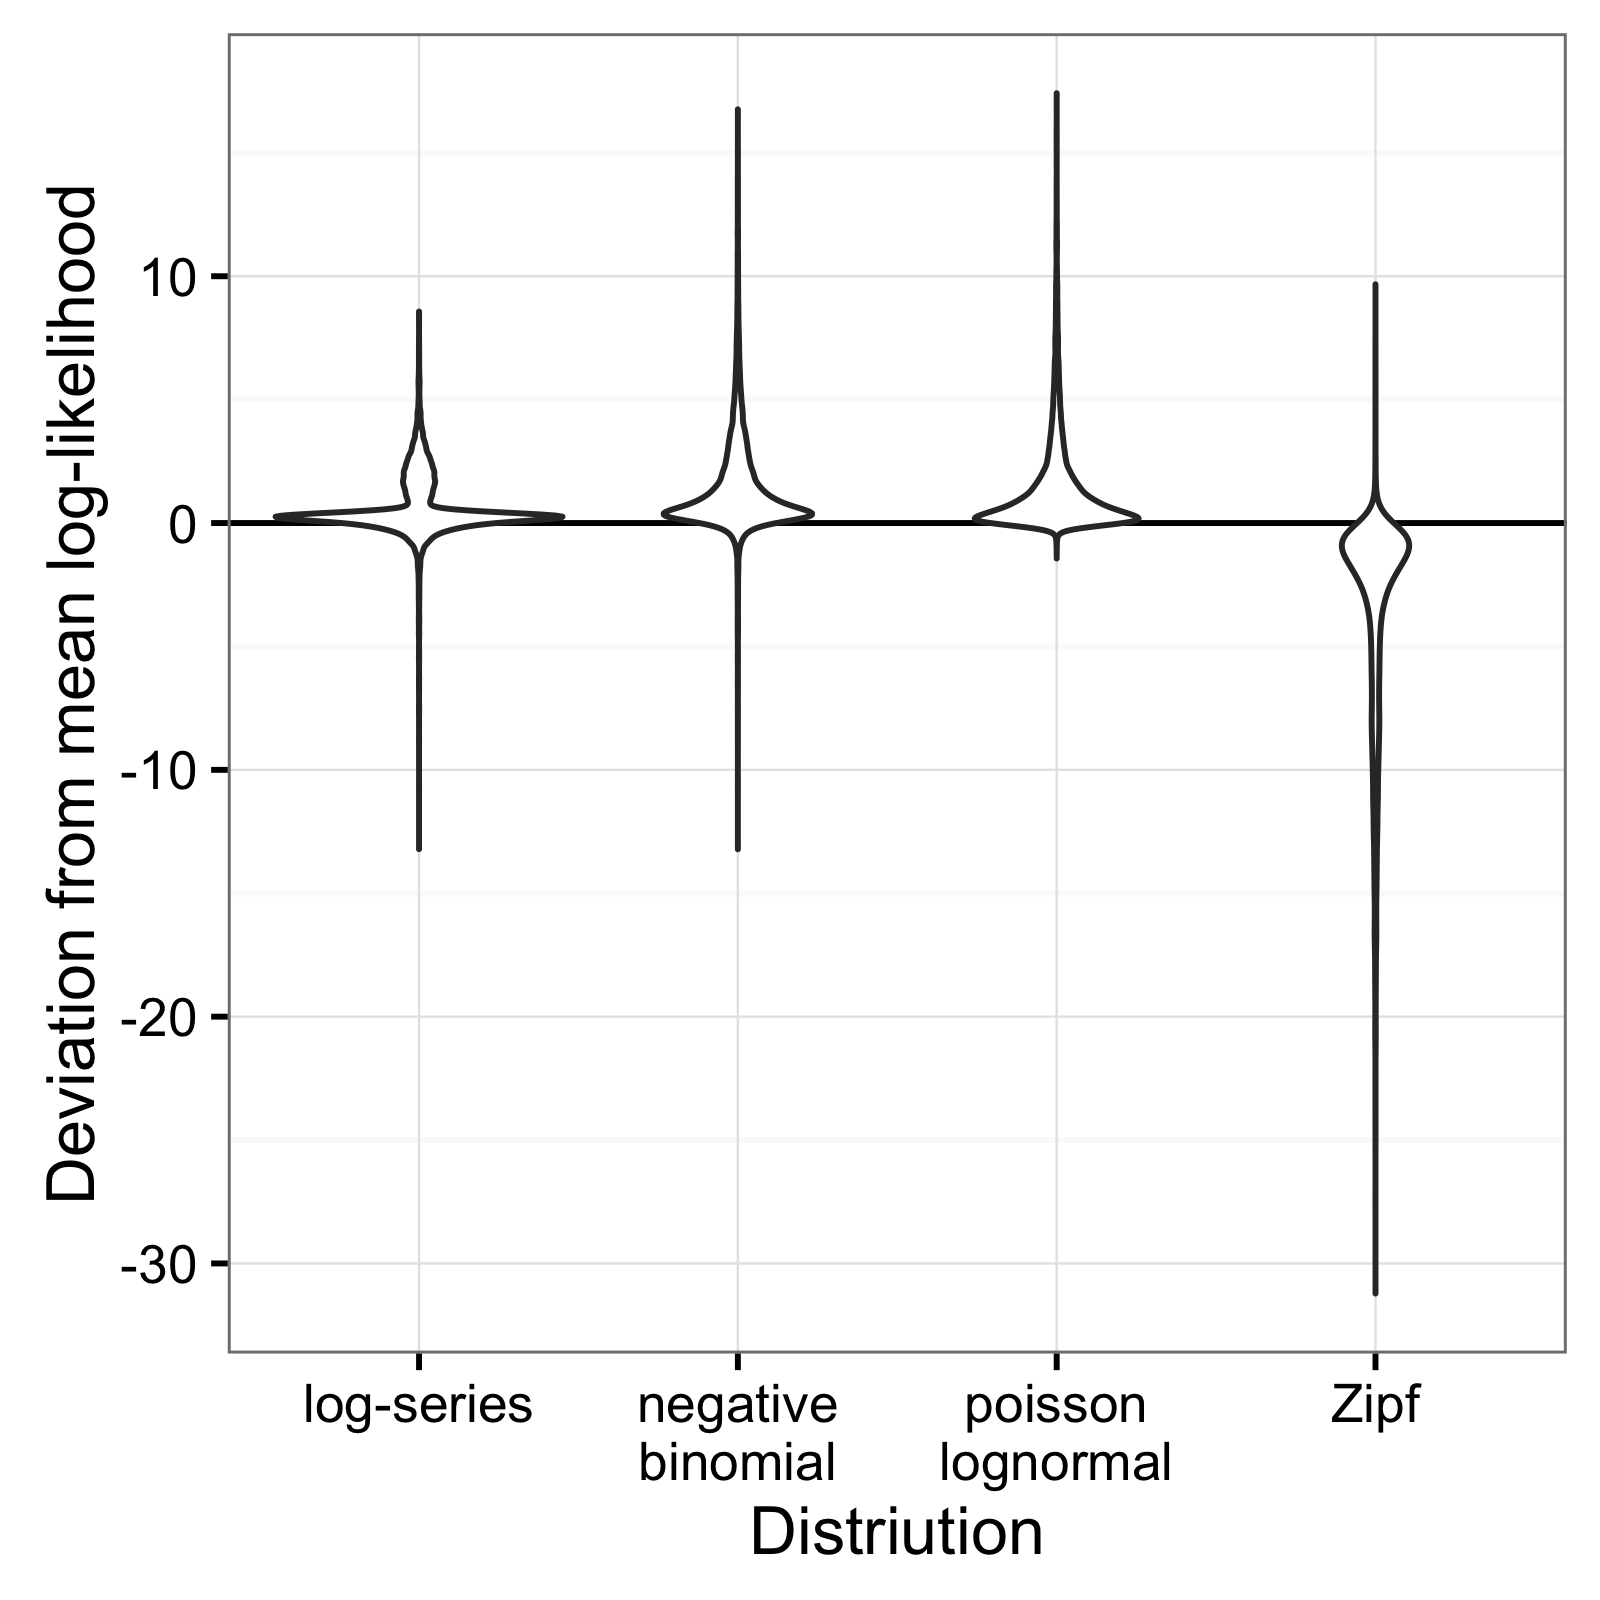 Deviation from mean log-likelihood
10
0
-10
-20
-30
log-series
negative
binomial
poisson
lognormal
Zipf
Distriution